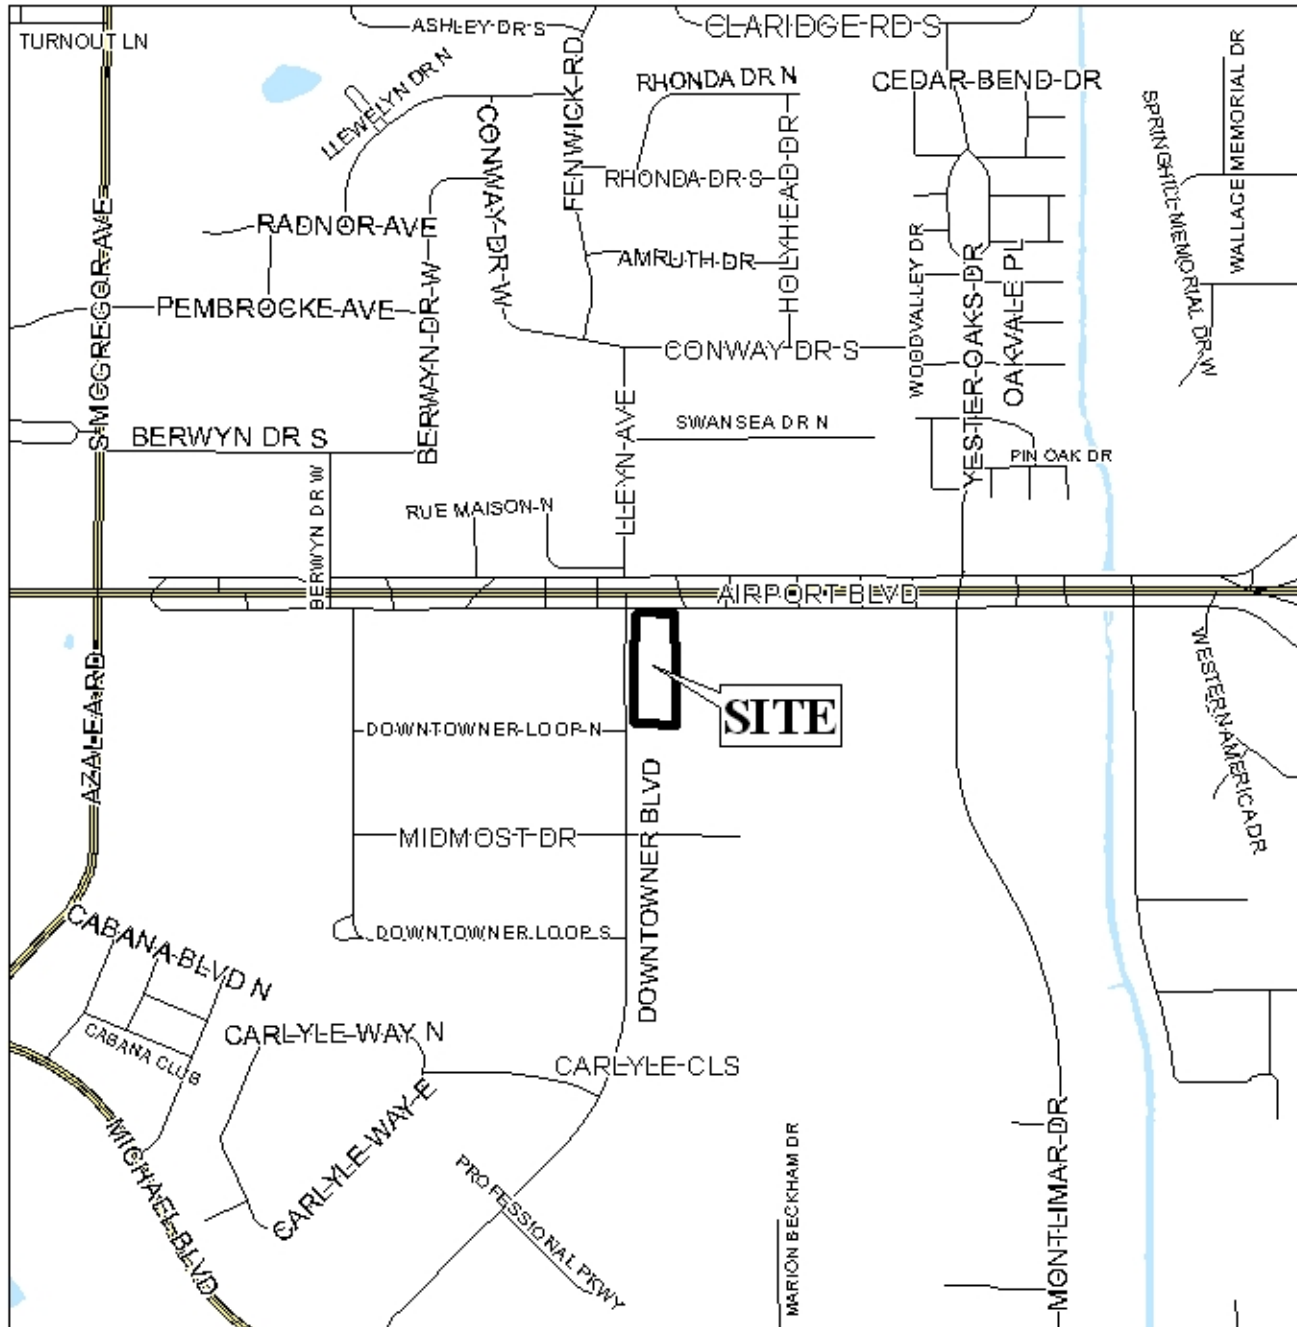 TURNOUT LN
ASHLEY DR S
CLARIDGE RD S
LLEWELYN DR N
FENWICK RD
RHONDA DR N
CEDAR BEND DR
CONWAY DR W
HOLYHEAD DR
SPRINGHILL MEMORIAL DR W
WALLACE MEMORIAL DR
RHONDA DR S
S MCGREGOR AVE
RADNOR AVE
AMRUTH DR
WOODVALLEY DR
YESTER OAKS DR
OAKVALE PL
PEMBROCKE AVE
BERWYN DR W
CONWAY DR S
LLEYN AVE
SWANSEA DR N
BERWYN DR S
PIN OAK DR
BERWYN DR W
RUE MAISON N
AIRPORT BLVD
AZALEA RD
WESTERN AMERICA DR
SITE
DOWNTOWNER LOOP N
DOWNTOWNER BLVD
MIDMOST DR
CABANA BLVD N
DOWNTOWNER LOOP S
CABANA CLUB
CARLYLE WAY N
CARLYLE CLS
CARLYLE WAY E
MICHAEL BLVD
PROFESSIONAL PKWY
MARION BECKHAM DR
MONTLIMAR DR